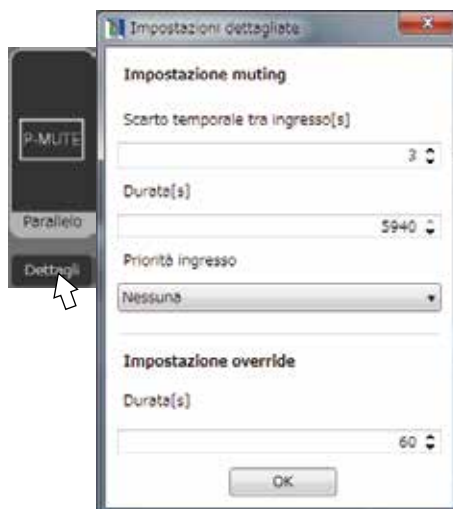 Impostazioni dettagliate
P-MUTE
Parallelo
Dettagli
Impostazione muting
Scarto temporale tra ingresso[s]
3
Durata[s]
5940
Priorità ingresso
Nessuna
Impostazione override
Durata[s]
60
OK